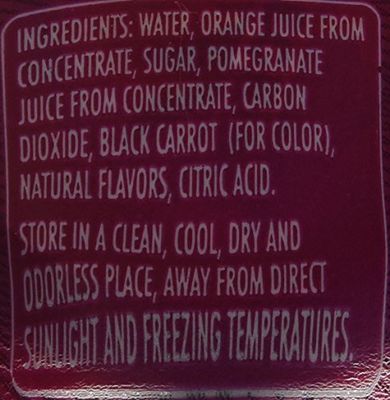 INGREDIENTS: WATER, ORANGE JUICE FROM
CONCENTRATE, SUGAR, POMEGRANATE
JUICE FROM CONCENTRATE, CARBON
DIOXIDE, BLACK CARROT (FOR COLOR),
NATURAL FLAVORS, CITRIC ACID.
STORE IN A CLEAN, COOL, DRY AND
ODORLESS PLACE, AWAY FROM DIRECT
SUNLIGHT AND FREEZING TEMPERATURES.